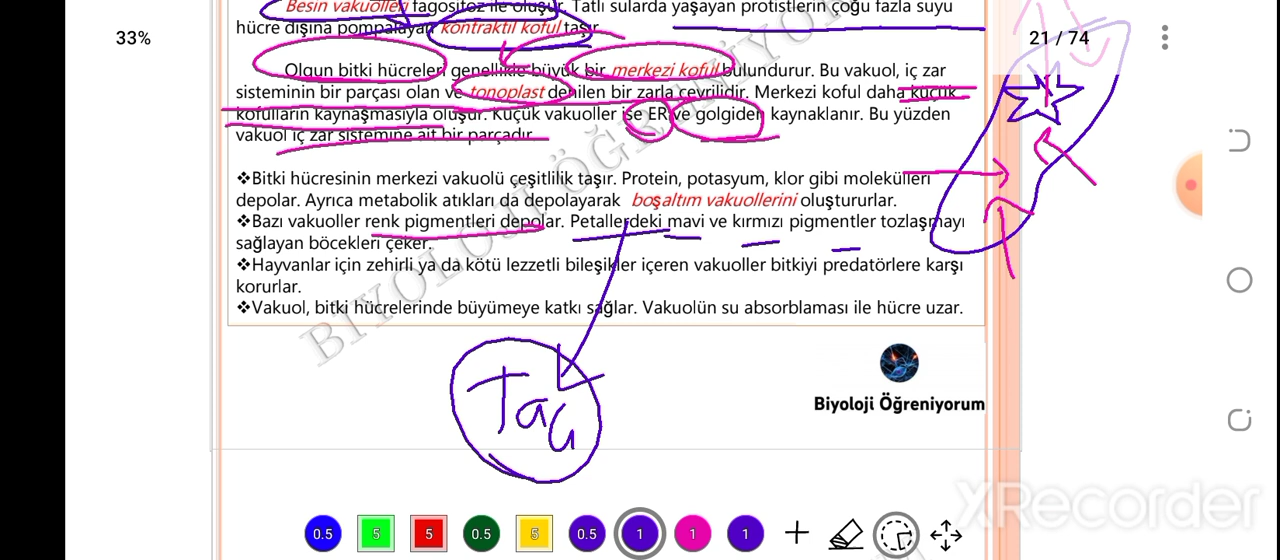 Besin vakuolleri fagositoz ile oluşur. Tatlı sularda yaşayan protistlerin çoğu fazla suyu
33%
hücre dışına pompalayan kontraktil koful taşır.
21 / 74
Olgun bitki hücreleri genellikle büyük bir merkezi koful bulundurur. Bu vakuol, iç zar
sisteminin bir parçası olan ve tonoplast denilen bir zarla çevrilidir. Merkezi koful daha küçük
kofulların kaynaşmasıyla oluşur. Küçük vakuoller ise ER ve golgiden kaynaklanır. Bu yüzden
vakuol iç zar sistemine ait bir parçadır.
❖Bitki hücresinin merkezi vakuolü çeşitlilik taşır. Protein, potasyum, klor gibi molekülleri
depolar. Ayrıca metabolik atıkları da depolayarak boşaltım vakuollerini oluştururlar.
❖Bazı vakuoller renk pigmentleri depolar. Petallerdeki mavi ve kırmızı pigmentler tozlaşmayı
sağlayan böcekleri çeker.
❖Hayvanlar için zehirli ya da kötü lezzetli bileşikler içeren vakuoller bitkiyi predatörlere karşı
korurlar.
❖Vakuol, bitki hücrelerinde büyümeye katkı sağlar. Vakuolün su absorblaması ile hücre uzar.
BIYOLOJI ÖĞRENIYORUM
Biyoloji Öğreniyorum
XRecorder
0.5 5 5 0.5 5 0.5 1 1 1